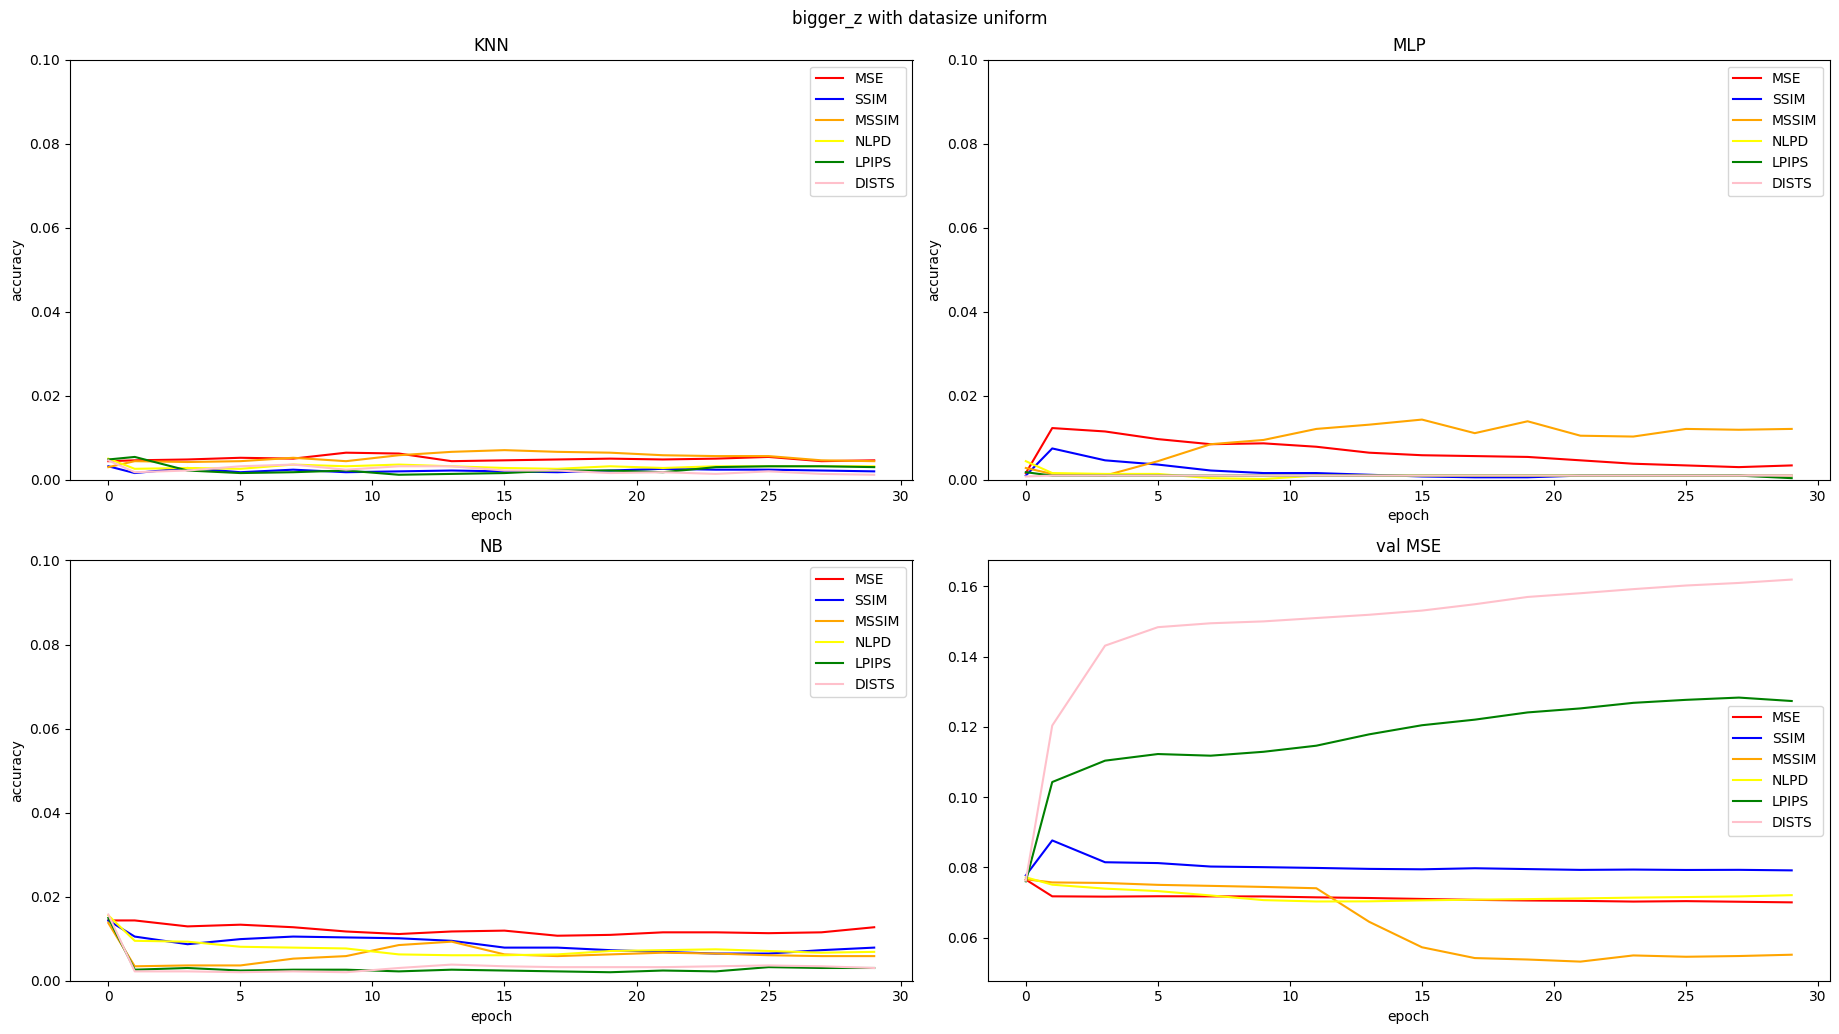 bigger_z with datasize uniform
KNN
0.10
0.08
0.06
0.04
0.02
0.00
accuracy
0 5 10 15 20 25 30
epoch
MSE
SSIM
MSSIM
NLPD
LPIPS
DISTS
MLP
0.10
0.08
0.06
0.04
0.02
0.00
accuracy
0 5 10 15 20 25 30
epoch
MSE
SSIM
MSSIM
NLPD
LPIPS
DISTS
NB
0.10
0.08
0.06
0.04
0.02
0.00
accuracy
0 5 10 15 20 25 30
epoch
MSE
SSIM
MSSIM
NLPD
LPIPS
DISTS
val MSE
0.16
0.14
0.12
0.10
0.08
0.06
0 5 10 15 20 25 30
epoch
MSE
SSIM
MSSIM
NLPD
LPIPS
DISTS